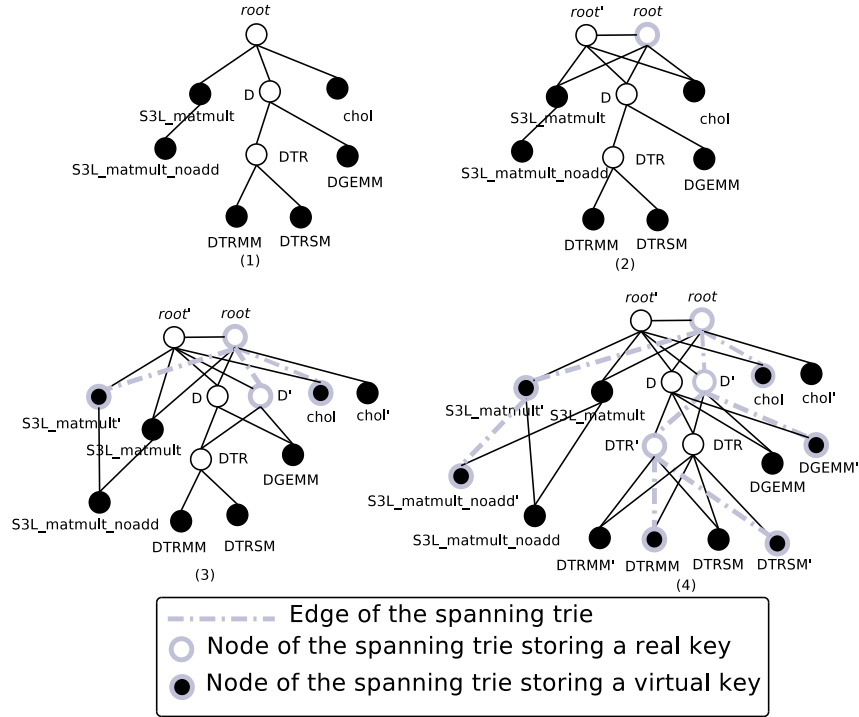 root
D
S3L_matmult
chol
DTR
S3L_matmult_noadd
DGEMM
DTRMM
DTRSM
(1)
root'
root
D
S3L_matmult
chol
DTR
S3L_matmult_noadd
DGEMM
DTRMM
DTRSM
(2)
root'
root
D
D'
S3L_matmult'
chol
chol'
S3L_matmult
DTR
DGEMM
S3L_matmult_noadd
DTRMM
DTRSM
(3)
root'
root
D
D'
S3L_matmult'
S3L_matmult
chol
chol'
DTR'
DTR
DGEMM'
DGEMM
S3L_matmult_noadd'
S3L_matmult_noadd
DTRMM'
DTRMM
DTRSM
DTRSM'
(4)
Edge of the spanning trie
Node of the spanning trie storing a real key
Node of the spanning trie storing a virtual key